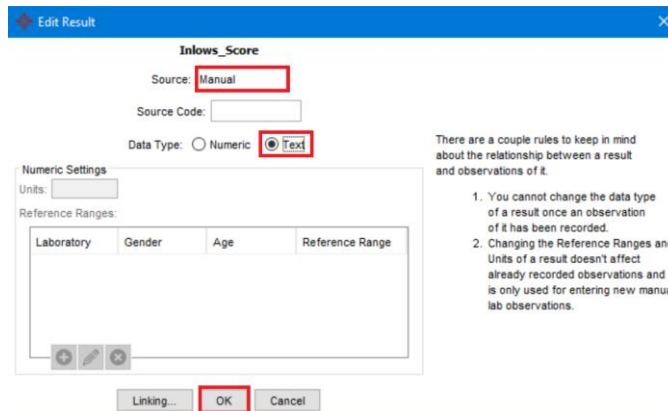 Edit Result
Inlows_Score
Source: Manual
Source Code:
Data Type: Numeric Text
Numeric Settings
Units:
Reference Ranges:
Laboratory Gender Age Reference Range
Linking... OK Cancel
There are a couple rules to keep in mind
about the relationship between a result
and observations of it.
1. You cannot change the data type
of a result once an observation
of it has been recorded.
2. Changing the Reference Ranges an
Units of a result doesn't affect
already recorded observations and
is only used for entering new manua
lab observations.